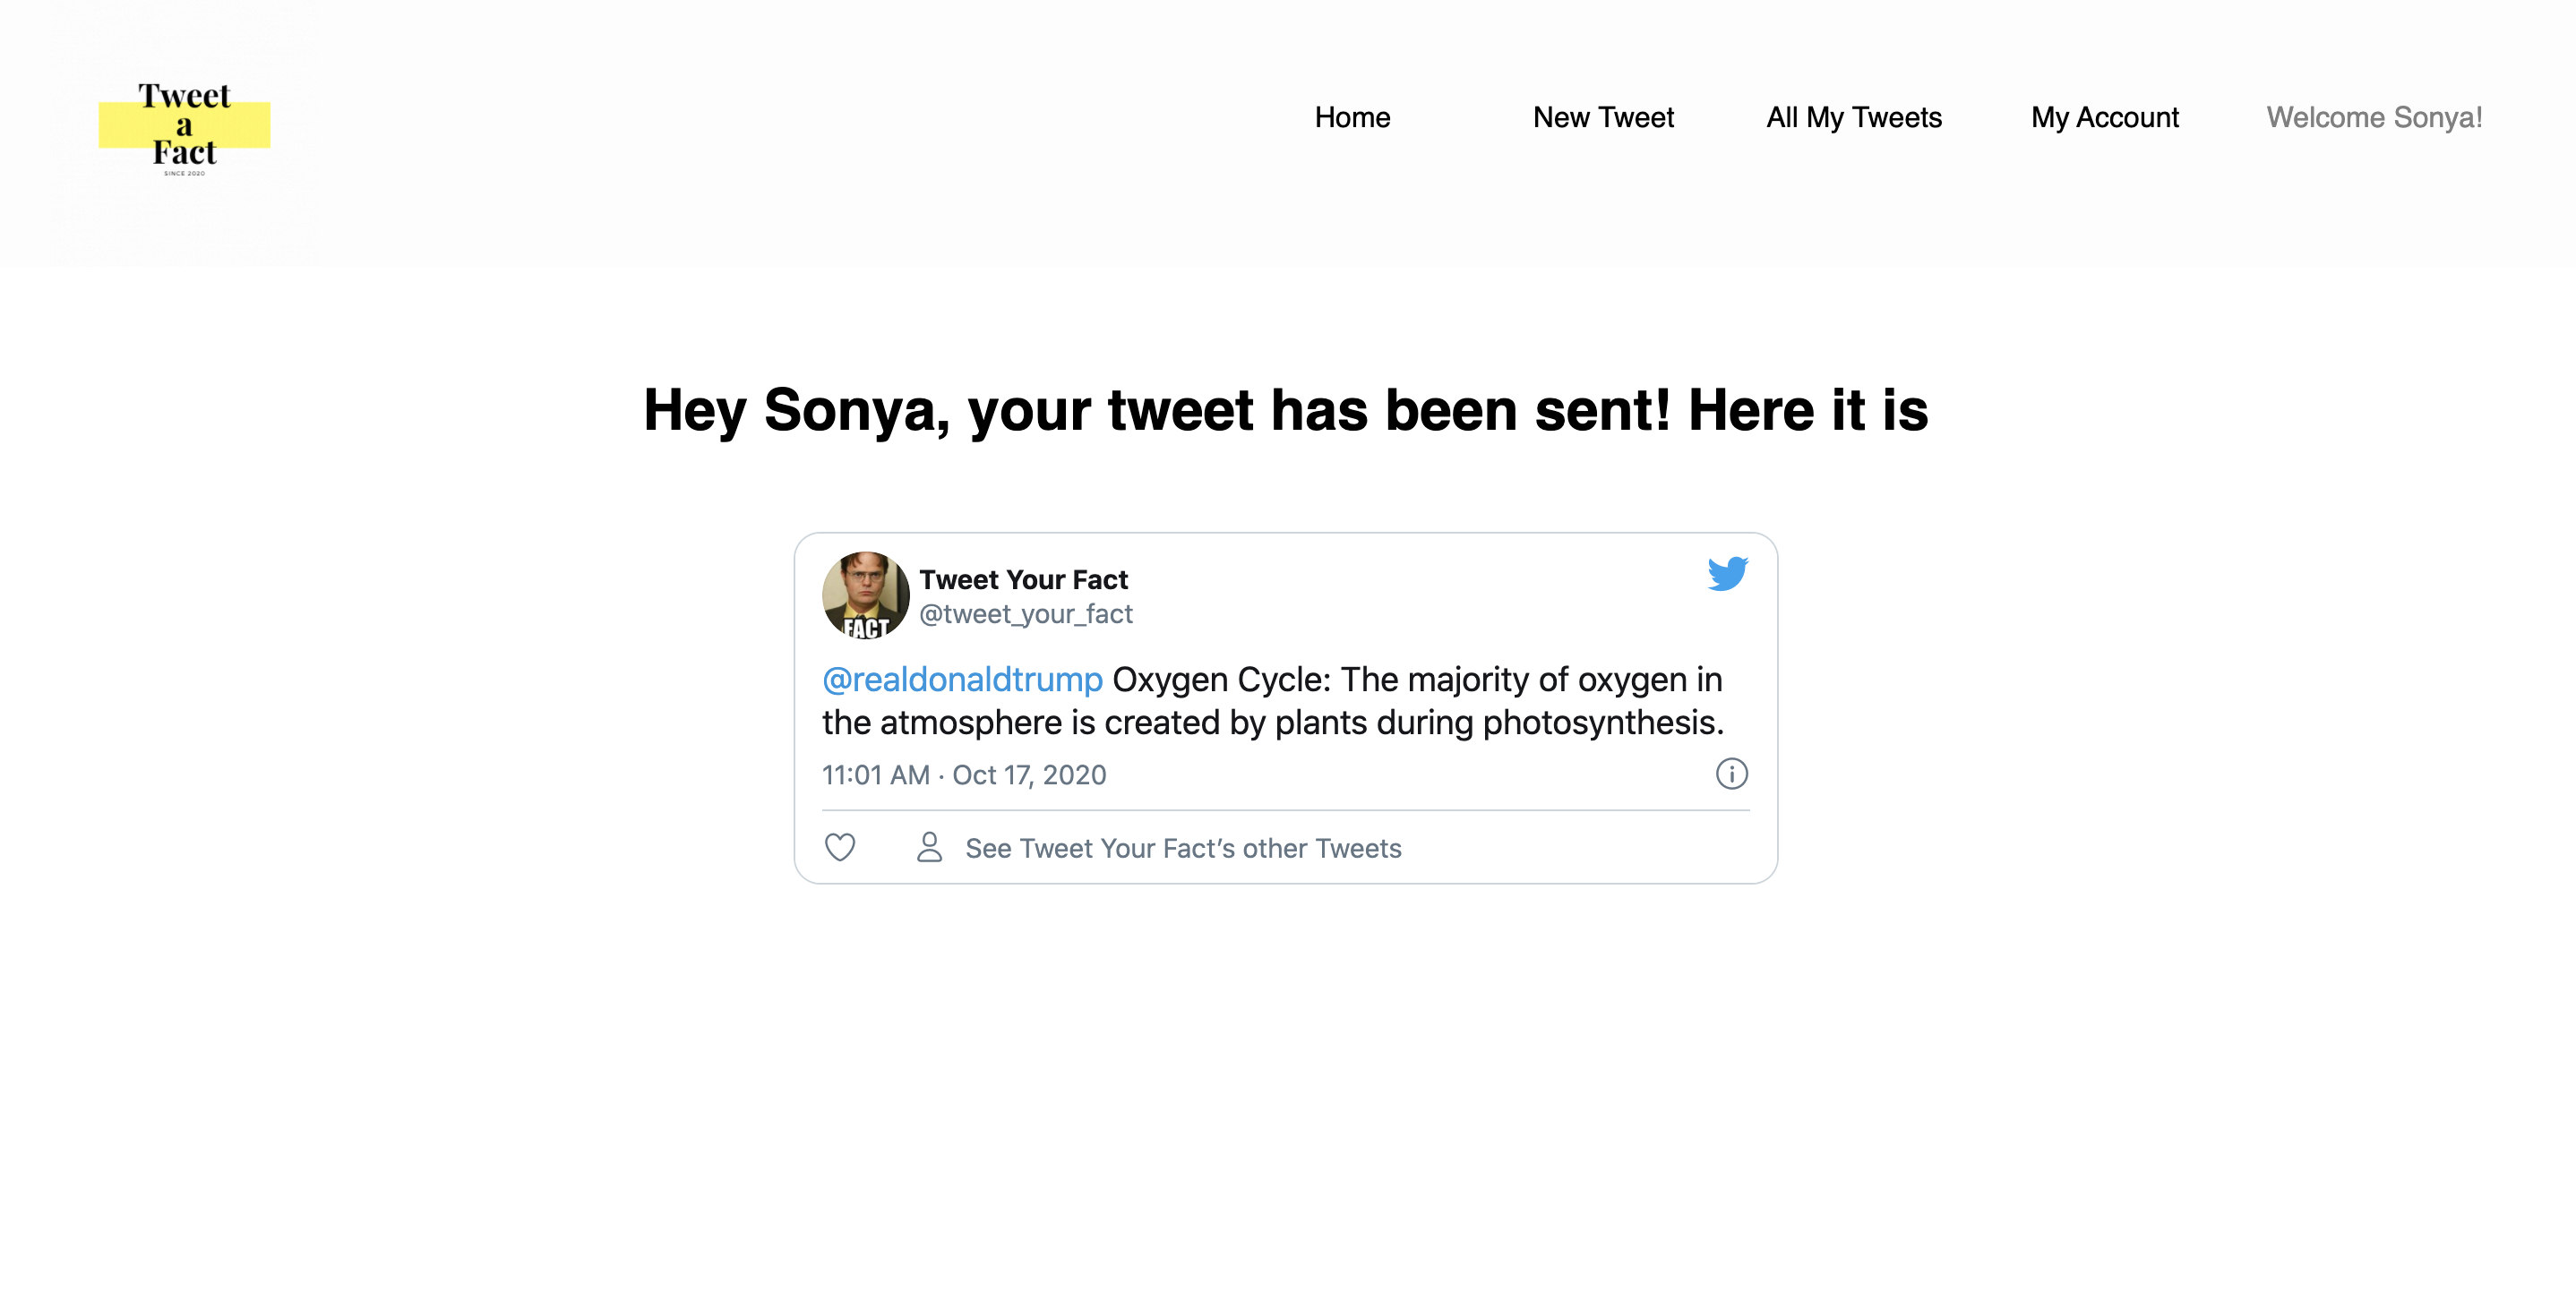 Tweet
a
Fact
SINCE 2020
Home New Tweet All My Tweets My Account Welcome Sonya!
Hey Sonya, your tweet has been sent! Here it is
Tweet Your Fact
@tweet_your_fact
FACT
@realdonaldtrump Oxygen Cycle: The majority of oxygen in
the atmosphere is created by plants during photosynthesis.
11:01 AM · Oct 17, 2020
See Tweet Your Fact’s other Tweets